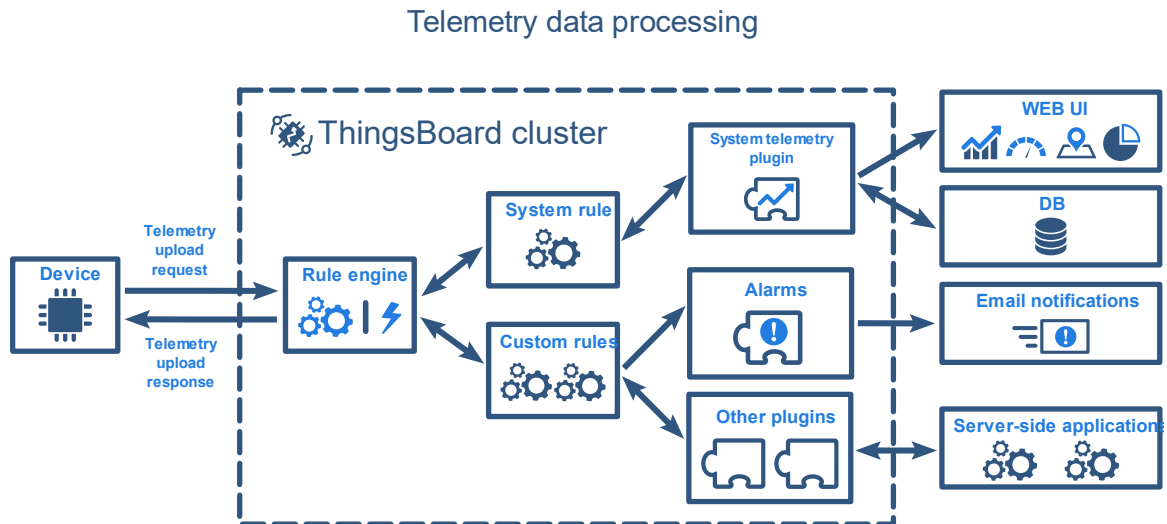 Telemetry data processing
ThingsBoard cluster
WEB UI
System telemetry
plugin
DB
System rule
Telemetry
upload
request
Device
Rule engine
Alarms
Email notifications
Telemetry
upload
response
Custom rules
Other plugins
Server-side applications